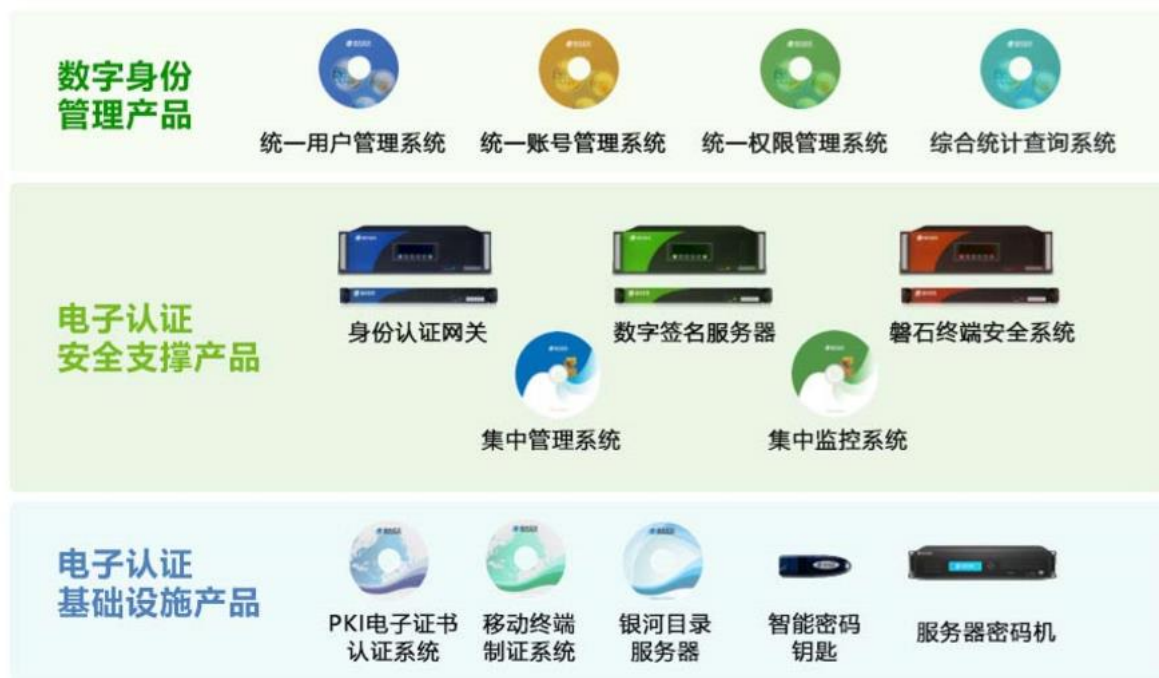 数字身份
管理产品
统一用户管理系统
统一账号管理系统
统一权限管理系统
综合统计查询系统
电子认证
安全支撑产品
身份认证网关
数字签名服务器
磐石终端安全系统
集中管理系统
集中监控系统
电子认证
基础设施产品
PKI电子证书
认证系统
移动终端
制证系统
银河目录
服务器
智能密码
钥匙
服务器密码机